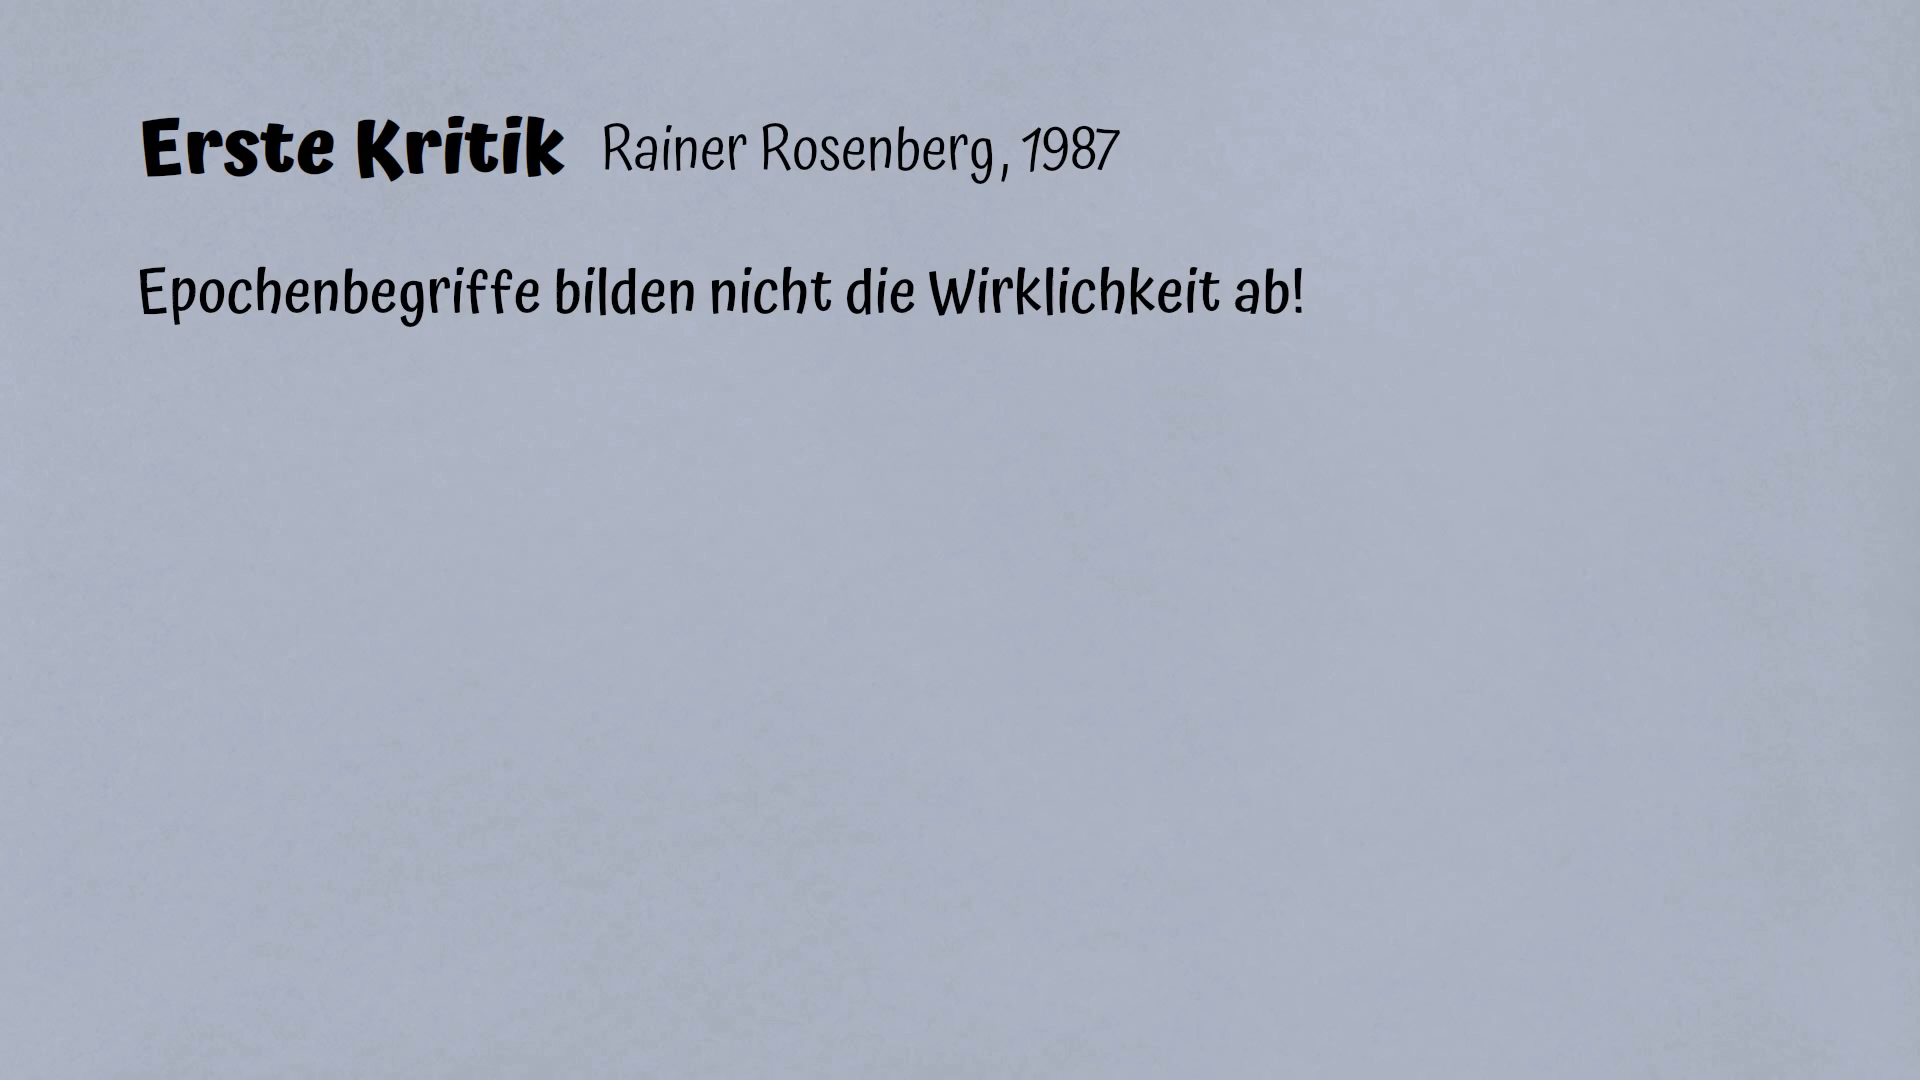 Erste Kritik Rainer Rosenberg, 1987
Epochenbegriffe bilden nicht die Wirklichkeit ab!